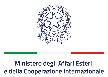 Ministero degli Affari Esteri
e della Cooperazione Internazionale